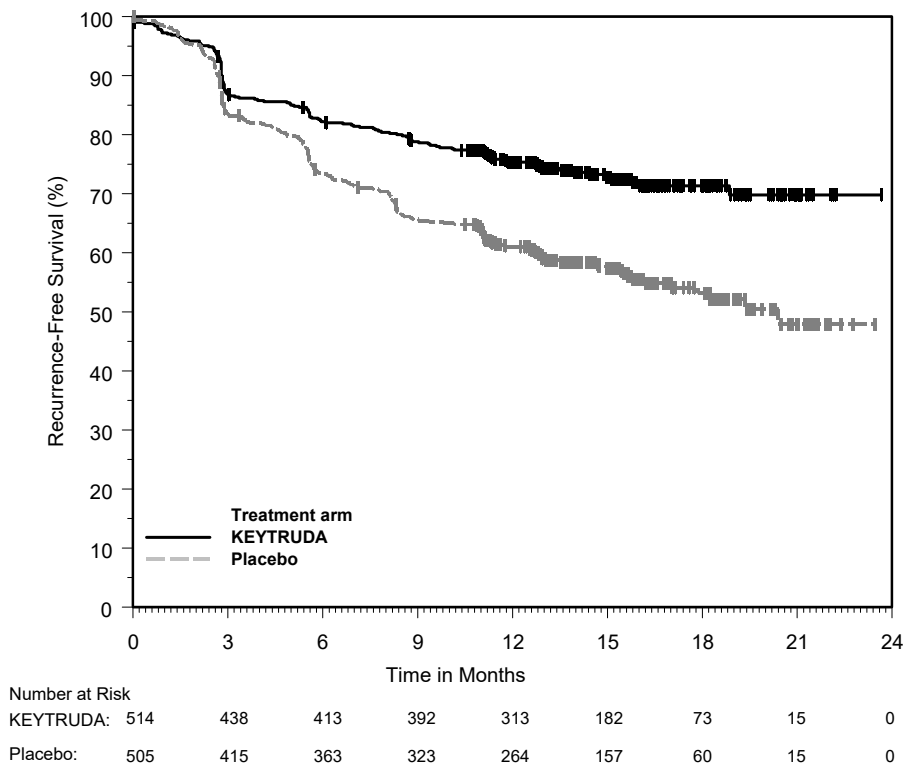 100
90
80
70
60
50
40
30
20
10
0
Recurrence-Free Survival (%)
Treatment arm
KEYTRUDA
Placebo
0 3 6 9 12 15 18 21 24
Time in Months
Number at Risk
KEYTRUDA: 514 438 413 392 313 182 73 15 0
Placebo: 505 415 363 323 264 157 60 15 0